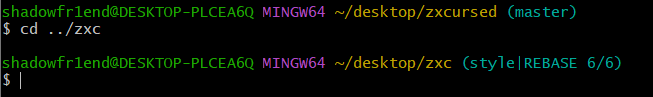 shadowfr1end@DESKTOP-PLCEA6Q MINGW64 ~/desktop/zxcursed (master)
$ cd ../zxc
shadowfr1end@DESKTOP-PLCEA6Q MINGW64 ~/desktop/zxc (style|REBASE 6/6)
$